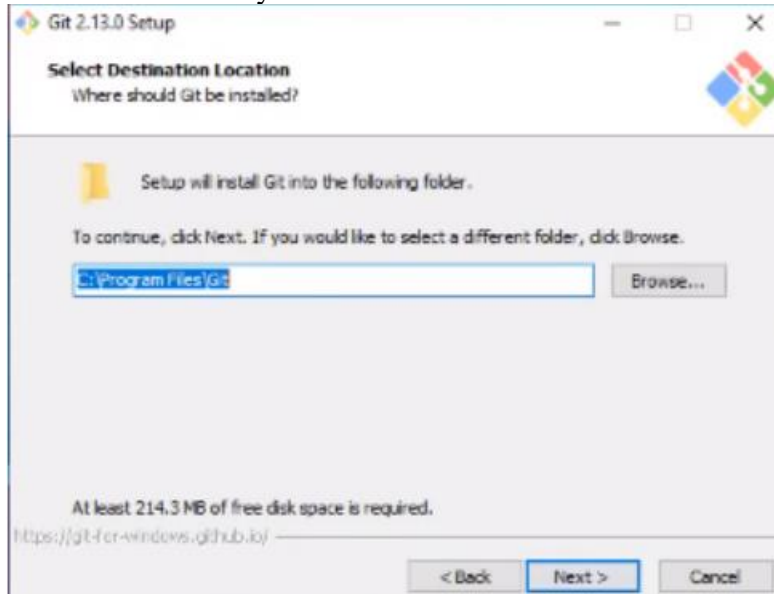 Git 2.13.0 Setup
Select Destination Location
Where should Git be installed?
Setup will install Git into the following folder.
To continue, click Next. If you would like to select a different folder, click Browse.
C:\Program Files\Git
Browse...
At least 214.3 MB of free disk space is required.
https://git-for-windows.github.io/
< Back
Next >
Cancel